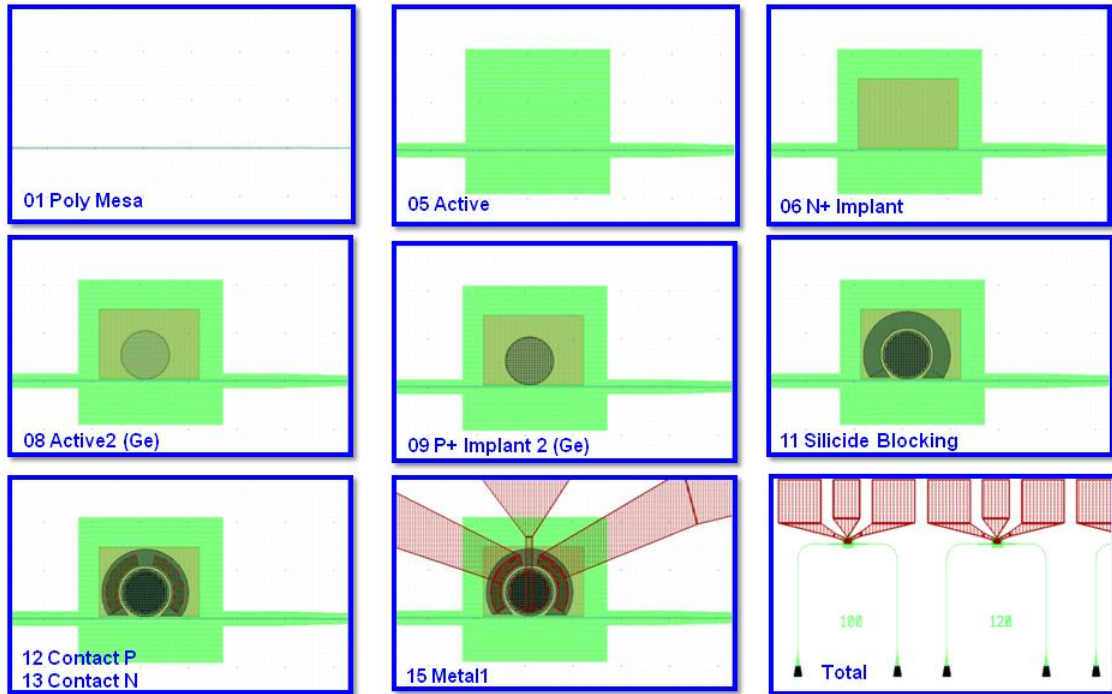 01 Poly Mesa
05 Active
06 N+ Implant
08 Active2 (Ge)
09 P+ Implant 2 (Ge)
11 Silicide Blocking
12 Contact P
13 Contact N
15 Metal1
100
120
Total